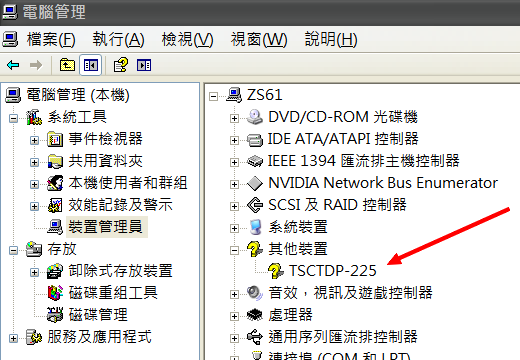 電腦管理
檔案(F) 執行(A) 檢視(V) 視窗(W) 說明(H)
電腦管理 (本機)
系統工具
事件檢視器
共用資料夾
本機使用者和群組
效能記錄及警示
裝置管理員
存放
卸除式存放裝置
磁碟重組工具
磁碟管理
服務及應用程式
ZS61
DVD/CD-ROM 光碟機
IDE ATA/ATAPI 控制器
IEEE 1394 匯流排主機控制器
NVIDIA Network Bus Enumerator
SCSI 及 RAID 控制器
系統裝置
其他裝置
TSCTDP-225
音效，視訊及遊戲控制器
處理器
通用序列匯流排控制器
連接埠 (COM 和 LPT)